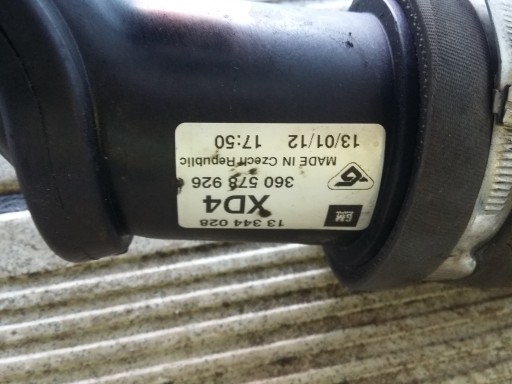 13 344 028
GM
XD4
360 578 926
MADE IN Czech Republic
13/01/12 17:50